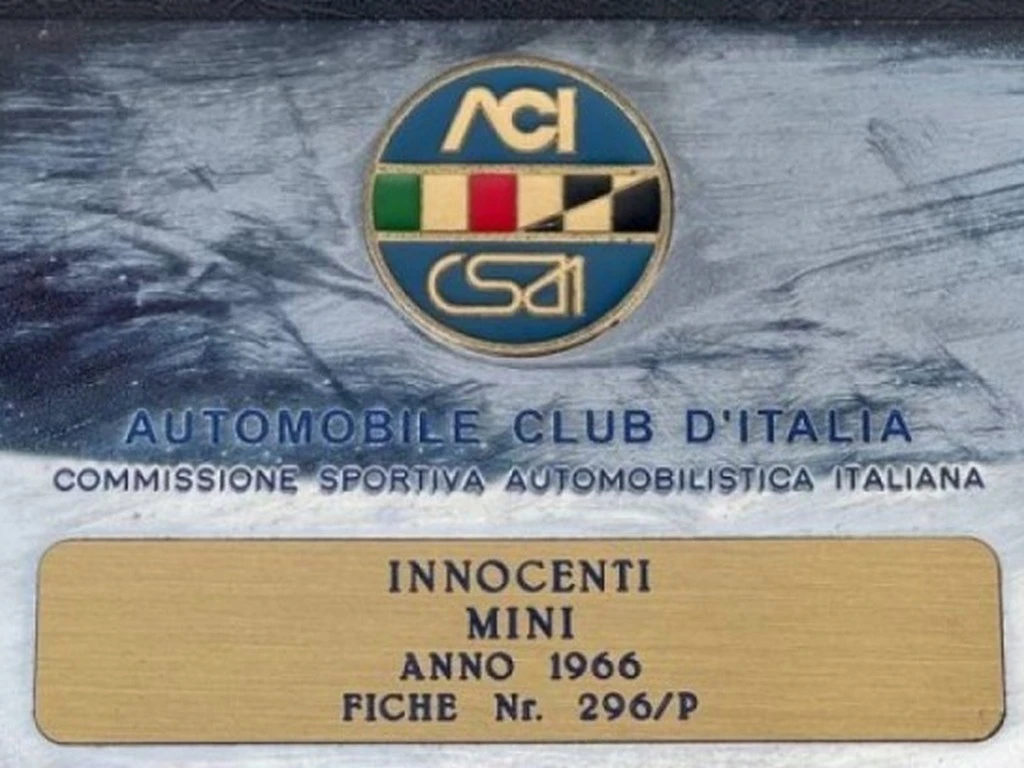 ACI
CSAI
AUTOMOBILE CLUB D'ITALIA
COMMISSIONE SPORTIVA AUTOMOBILISTICA ITALIANA
INNOCENTI
MINI
ANNO 1966
FICHE Nr. 296/P